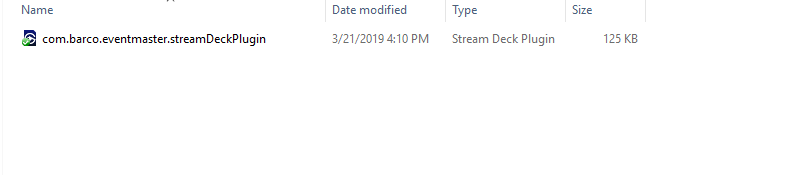 Name Date modified Type Size
com.barco.eventmaster.streamDeckPlugin 3/21/2019 4:10 PM Stream Deck Plugin 125 KB